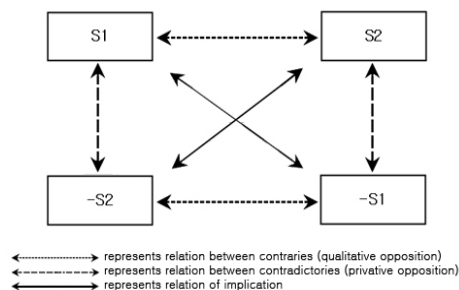 S1
S2
-S2
-S1
represents relation between contraries (qualitative opposition)
represents relation between contradictories (privative opposition)
represents relation of implication